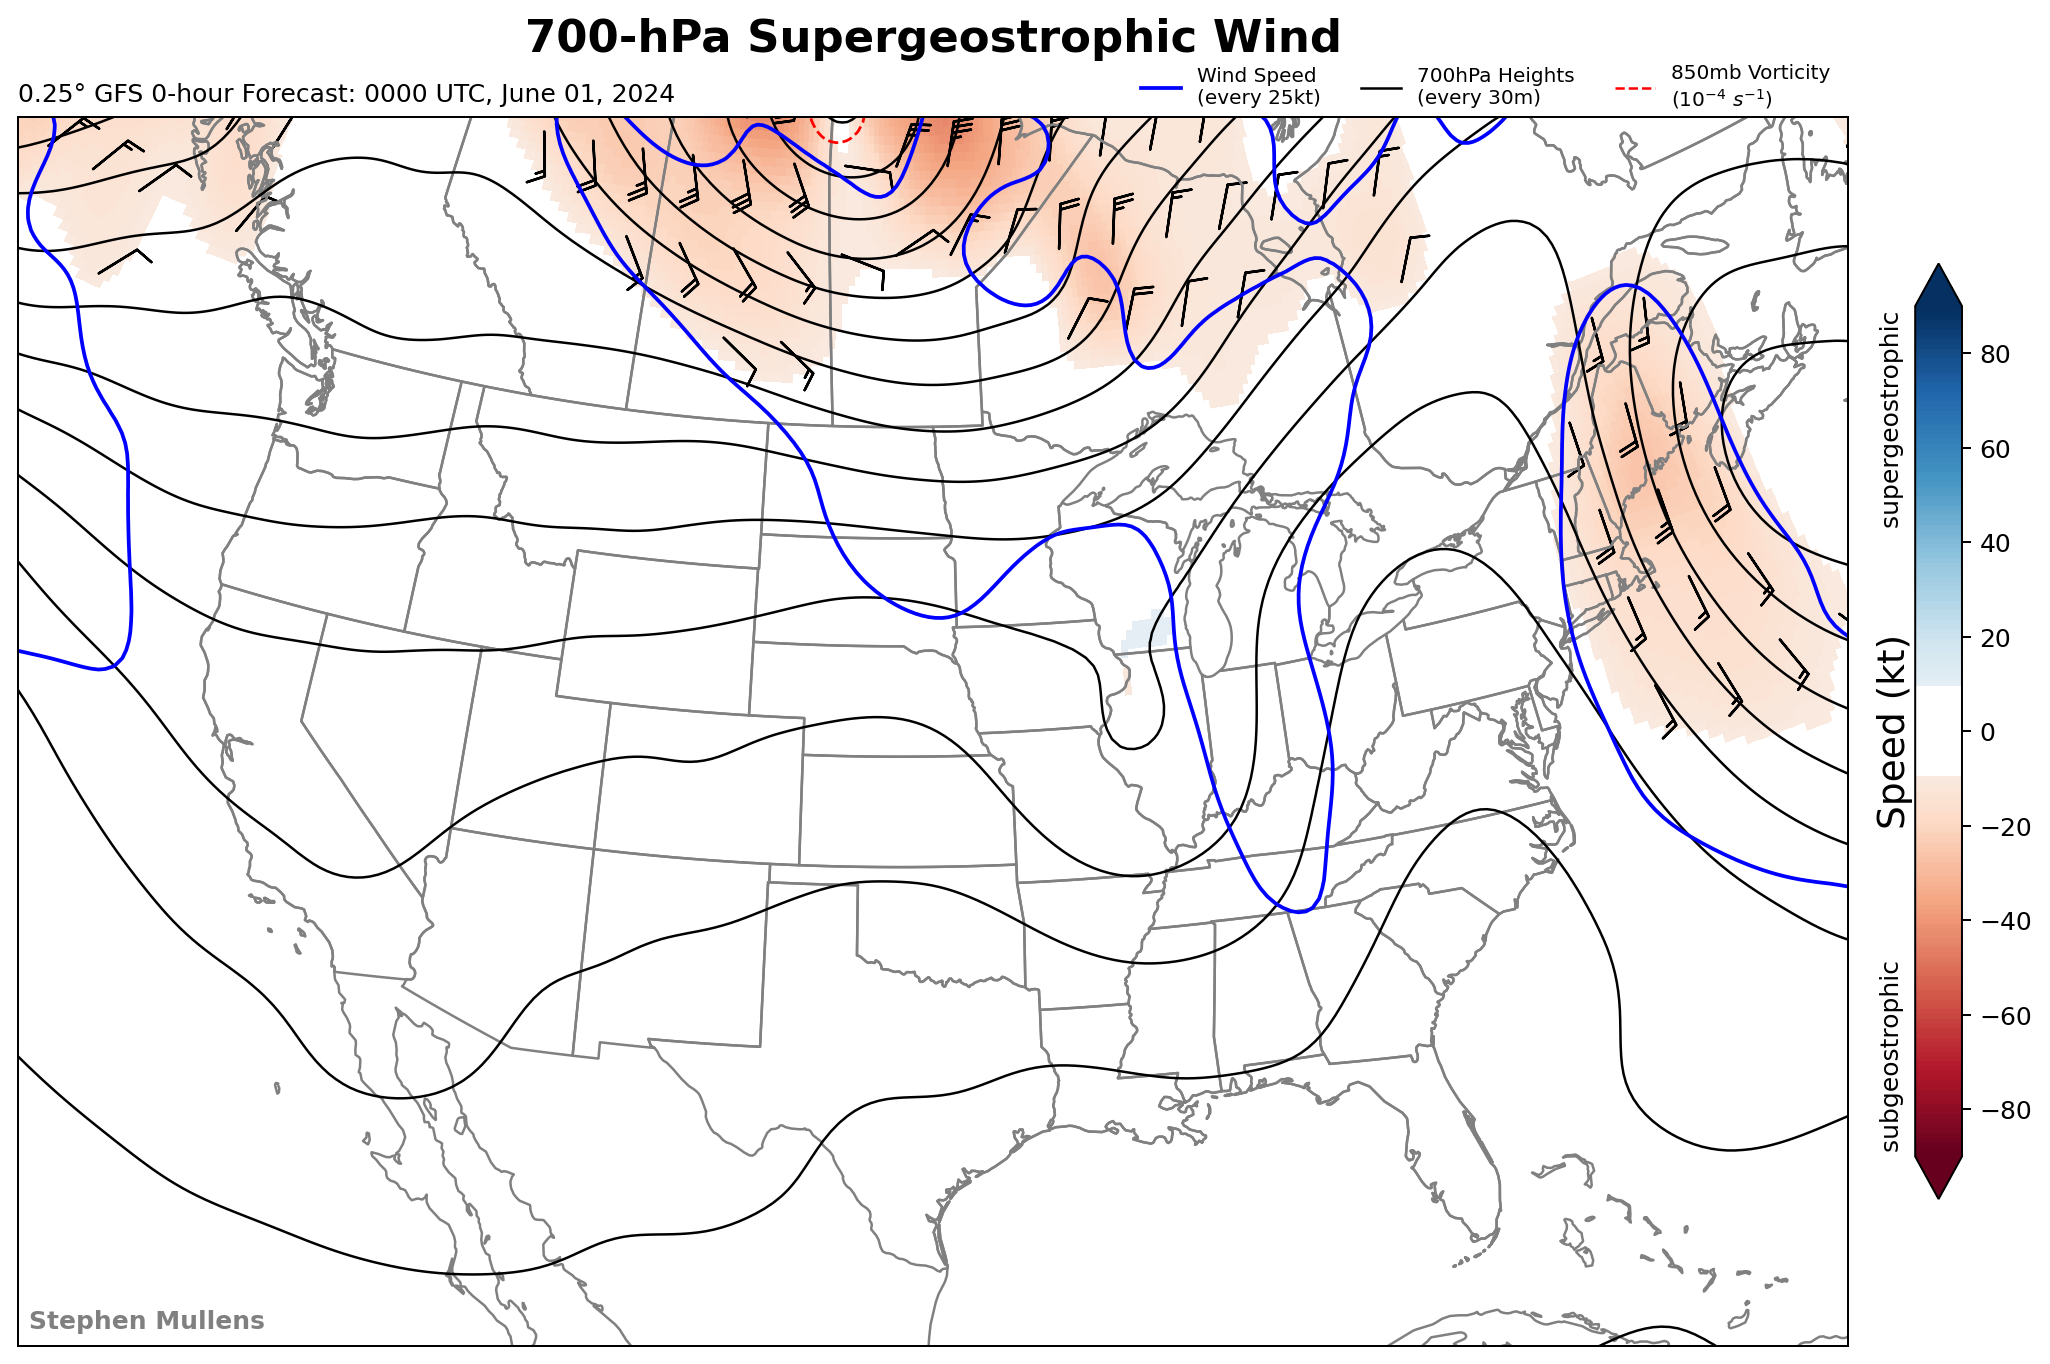 700-hPa Supergeostrophic Wind
0.25° GFS 0-hour Forecast: 0000 UTC, June 01, 2024
Wind Speed
(every 25kt)
700hPa Heights
(every 30m)
850mb Vorticity
(10⁻⁴ s⁻¹)
supergeostrophic
Speed (kt)
subgeostrophic
80
60
40
20
0
−20
−40
−60
−80
Stephen Mullens